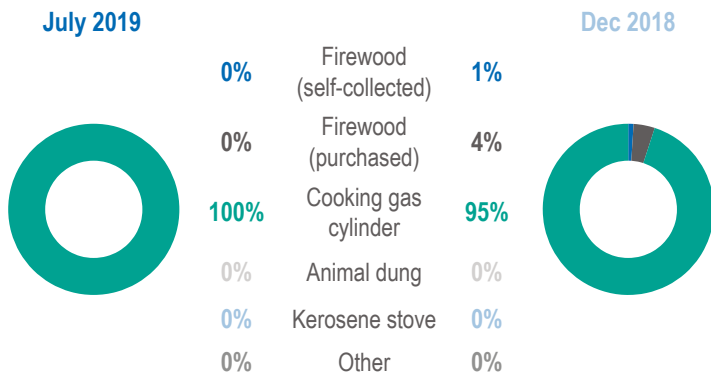 July 2019
Dec 2018
0%
Firewood
(self-collected)
1%
0%
Firewood
(purchased)
4%
100%
Cooking gas
cylinder
95%
0%
Animal dung
0%
0%
Kerosene stove
0%
0%
Other
0%